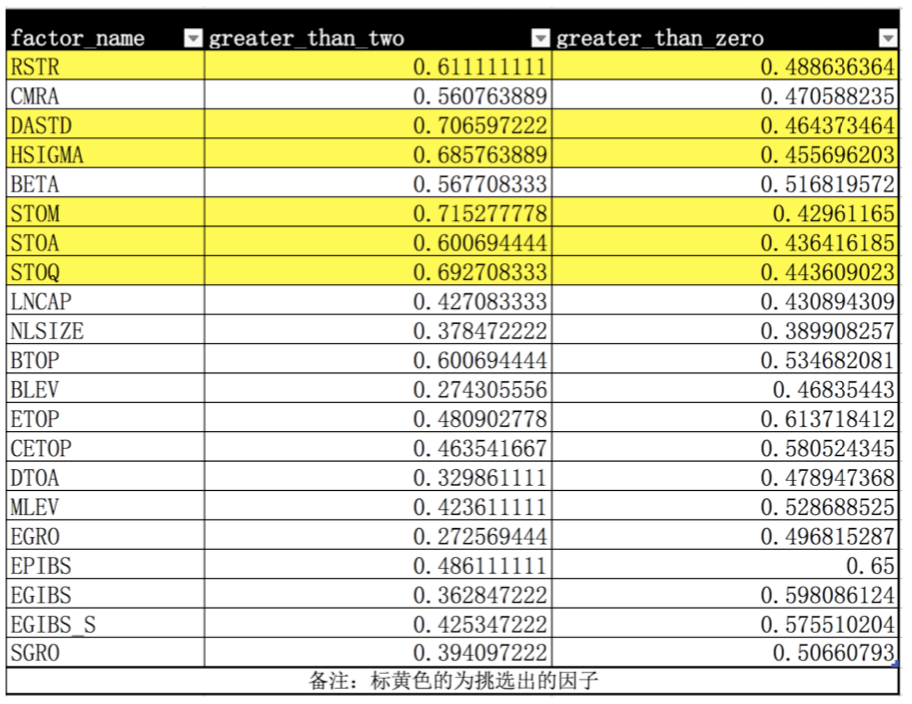 factor_name greater_than_two greater_than_zero
RSTR 0.611111111 0.488636364
CMRA 0.560763889 0.470588235
DASTD 0.706597222 0.464373464
HSIGMA 0.685763889 0.455696203
BETA 0.567708333 0.516819572
STOM 0.715277778 0.42961165
STOA 0.600694444 0.436416185
STOQ 0.692708333 0.443609023
LNCAP 0.427083333 0.430894309
NLSIZE 0.378472222 0.389908257
BTOP 0.600694444 0.534682081
BLEV 0.274305556 0.46835443
ETOP 0.480902778 0.613718412
CETOP 0.463541667 0.580524345
DTOA 0.329861111 0.478947368
MLEV 0.423611111 0.528688525
EGRO 0.272569444 0.496815287
EPIBS 0.486111111 0.65
EGIBS 0.362847222 0.598086124
EGIBS_S 0.425347222 0.575510204
SGRO 0.394097222 0.50660793
备注：标黄色的为挑选出的因子